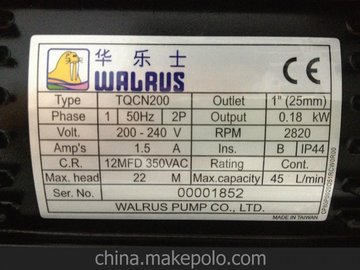 华乐士
WALRUS
CE
Type TQCN200 Outlet 1" (25mm)
Phase 1 50Hz 2P Output 0.18 kW
Volt. 200 - 240 V RPM 2820
Amp's 1.5 A Ins. B IP44
C.R. 12MFD 350VAC Rating Cont.
Max. head 22 M Max.capacity 45 L/min
Ser. No. 00001852
WALRUS PUMP CO., LTD.
MADE IN TAIWAN
china.makepolo.com